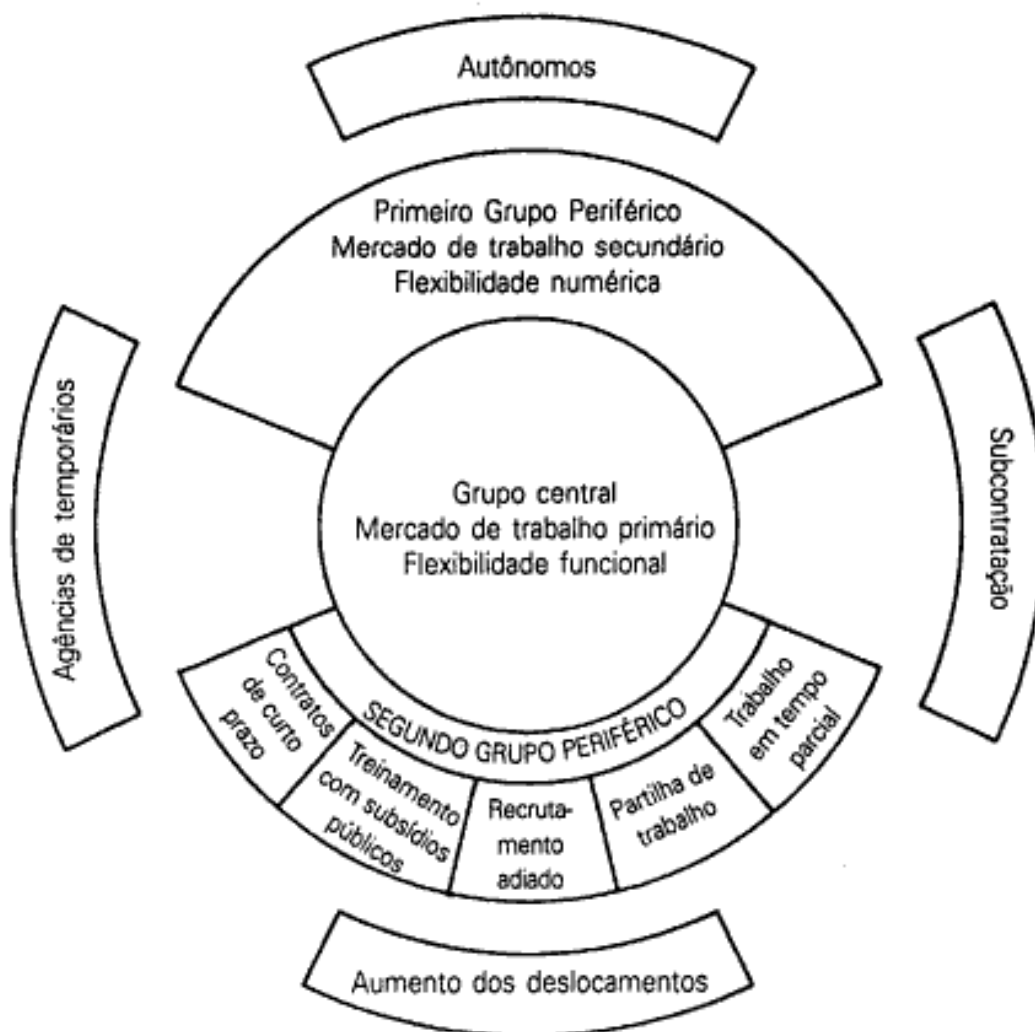 Autônomos
Primeiro Grupo Periférico
Mercado de trabalho secundário
Flexibilidade numérica
Agências de temporários
Subcontratação
Grupo central
Mercado de trabalho primário
Flexibilidade funcional
SEGUNDO GRUPO PERIFÉRICO
Contratos
de curto
prazo
Treinamento
com subsídios
públicos
Recruta-
mento
adiado
Partilha de
trabalho
Trabalho
em tempo
parcial
Aumento dos deslocamentos